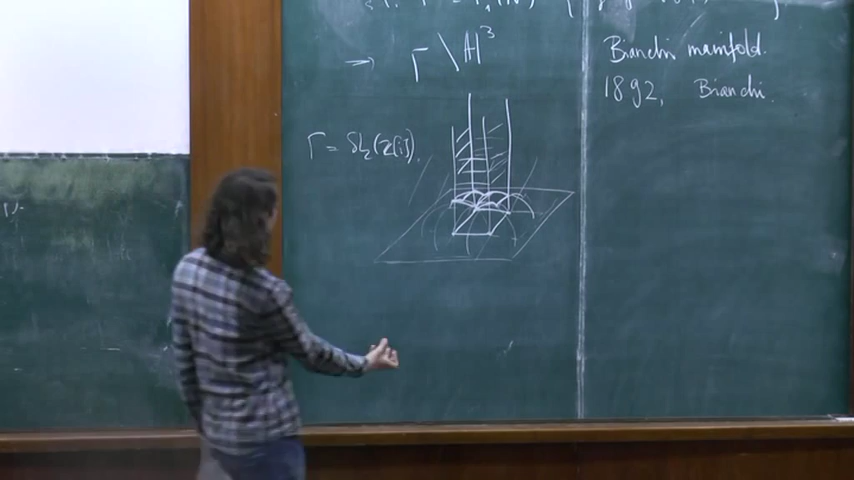 → Γ\ℍ³
Γ = SL₂(ℤ[i]).
Bianchi manifold.
1892, Bianchi.